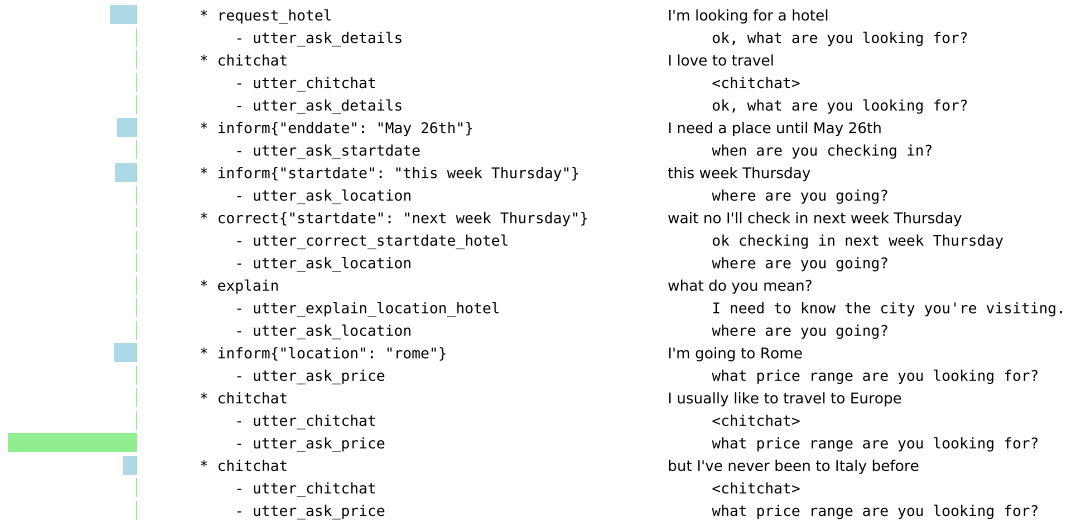 * request_hotel I'm looking for a hotel
- utter_ask_details ok, what are you looking for?
* chitchat I love to travel
- utter_chitchat <chitchat>
- utter_ask_details ok, what are you looking for?
* inform{"enddate": "May 26th"} I need a place until May 26th
- utter_ask_startdate when are you checking in?
* inform{"startdate": "this week Thursday"} this week Thursday
- utter_ask_location where are you going?
* correct{"startdate": "next week Thursday"} wait no I'll check in next week Thursday
- utter_correct_startdate_hotel ok checking in next week Thursday
- utter_ask_location where are you going?
* explain what do you mean?
- utter_explain_location_hotel I need to know the city you're visiting.
- utter_ask_location where are you going?
* inform{"location": "rome"} I'm going to Rome
- utter_ask_price what price range are you looking for?
* chitchat I usually like to travel to Europe
- utter_chitchat <chitchat>
- utter_ask_price what price range are you looking for?
* chitchat but I've never been to Italy before
- utter_chitchat <chitchat>
- utter_ask_price what price range are you looking for?